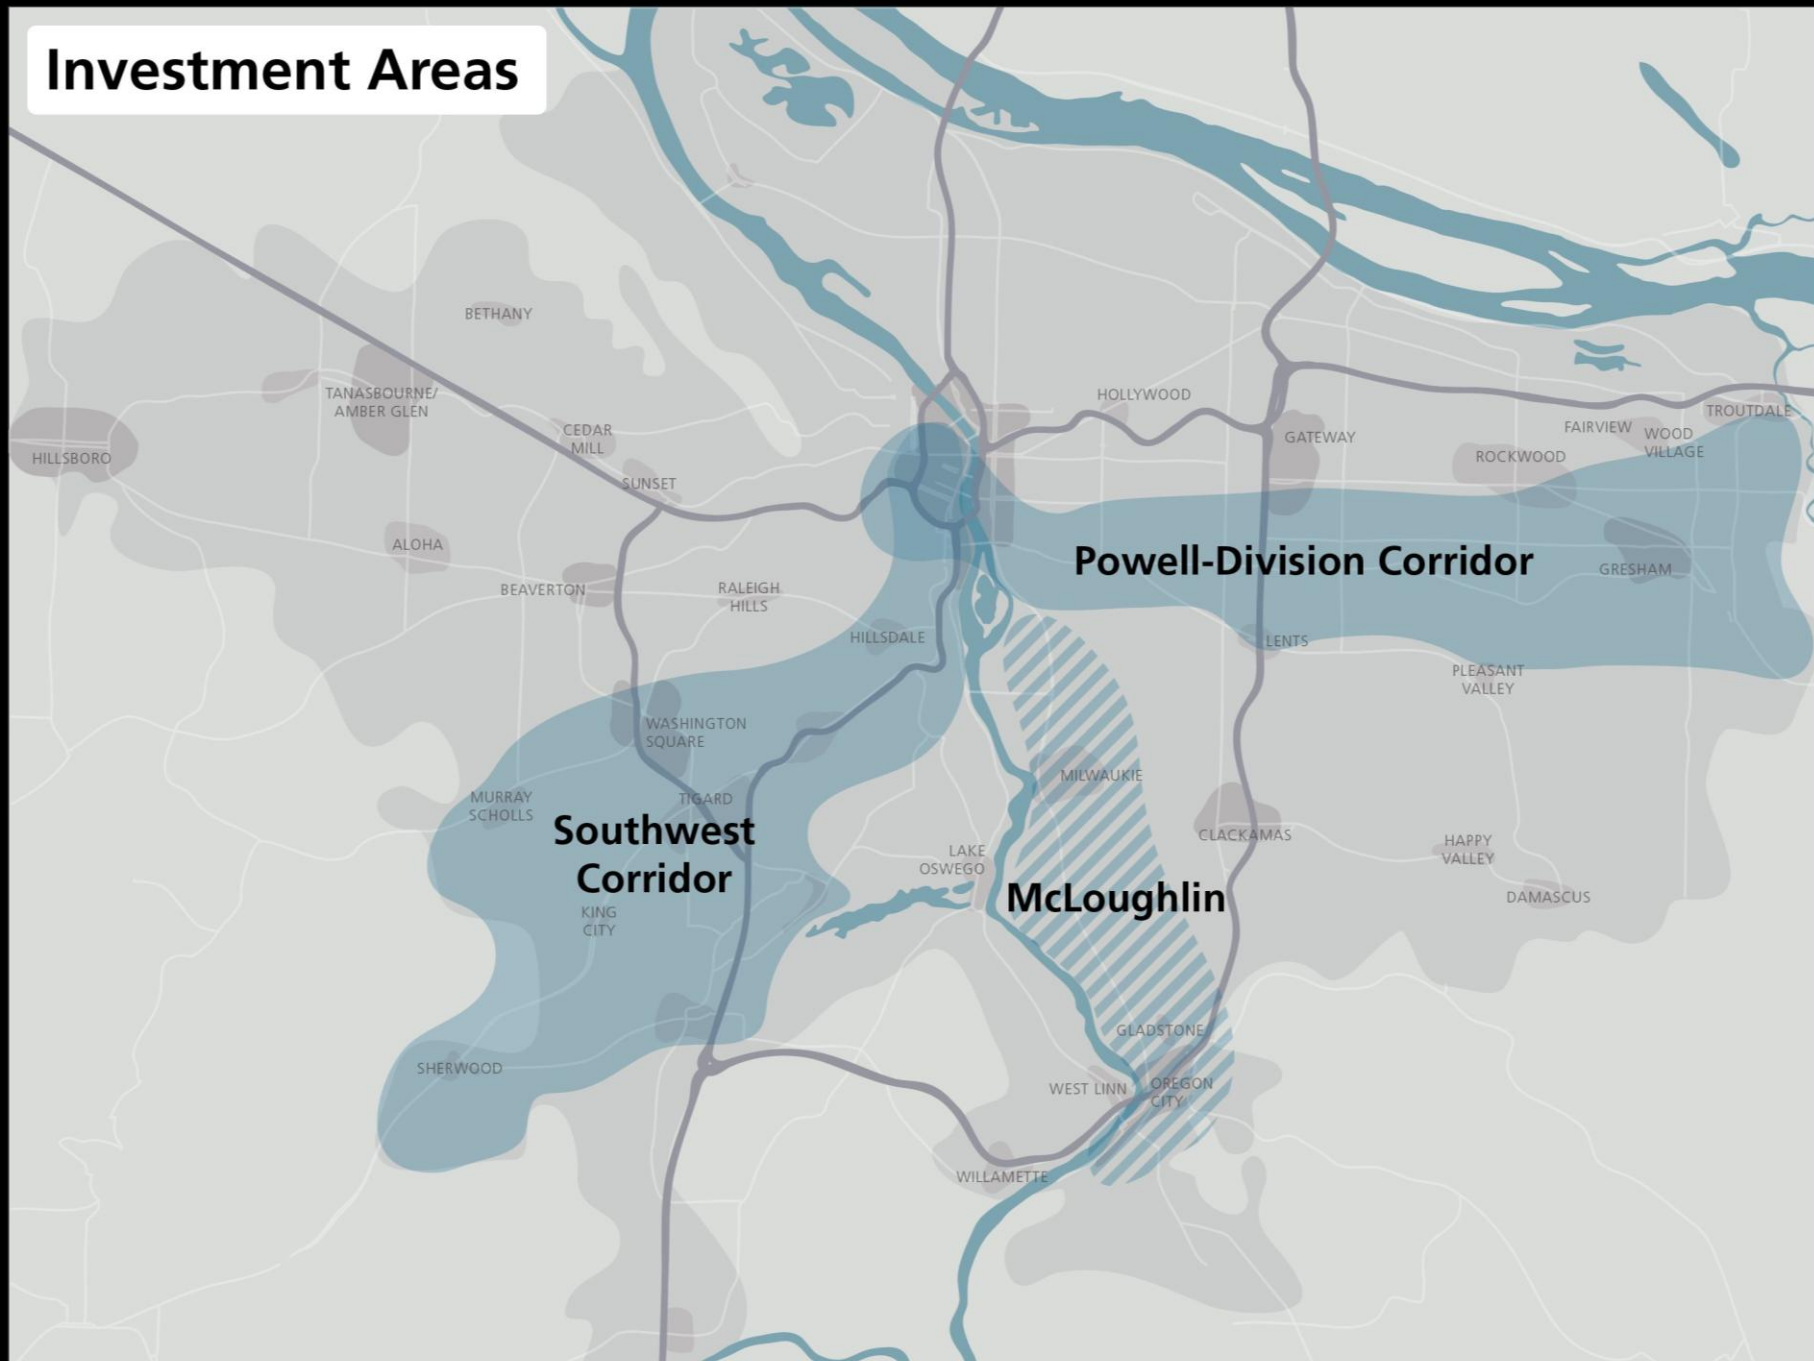 Investment Areas
BETHANY
TANASBOURNE/
AMBER GLEN
HOLLYWOOD
TROUTDALE
CEDAR
MILL
GATEWAY
FAIRVIEW
WOOD
VILLAGE
HILLSBORO
ROCKWOOD
SUNSET
ALOHA
Powell-Division Corridor
GRESHAM
BEAVERTON
RALEIGH
HILLS
HILLSDALE
LENTS
PLEASANT
VALLEY
WASHINGTON
SQUARE
MILWAUKIE
MURRAY
SCHOLLS
TIGARD
Southwest
Corridor
CLACKAMAS
LAKE
OSWEGO
HAPPY
VALLEY
McLoughlin
DAMASCUS
KING
CITY
GLADSTONE
SHERWOOD
WEST LINN
OREGON
CITY
WILLAMETTE